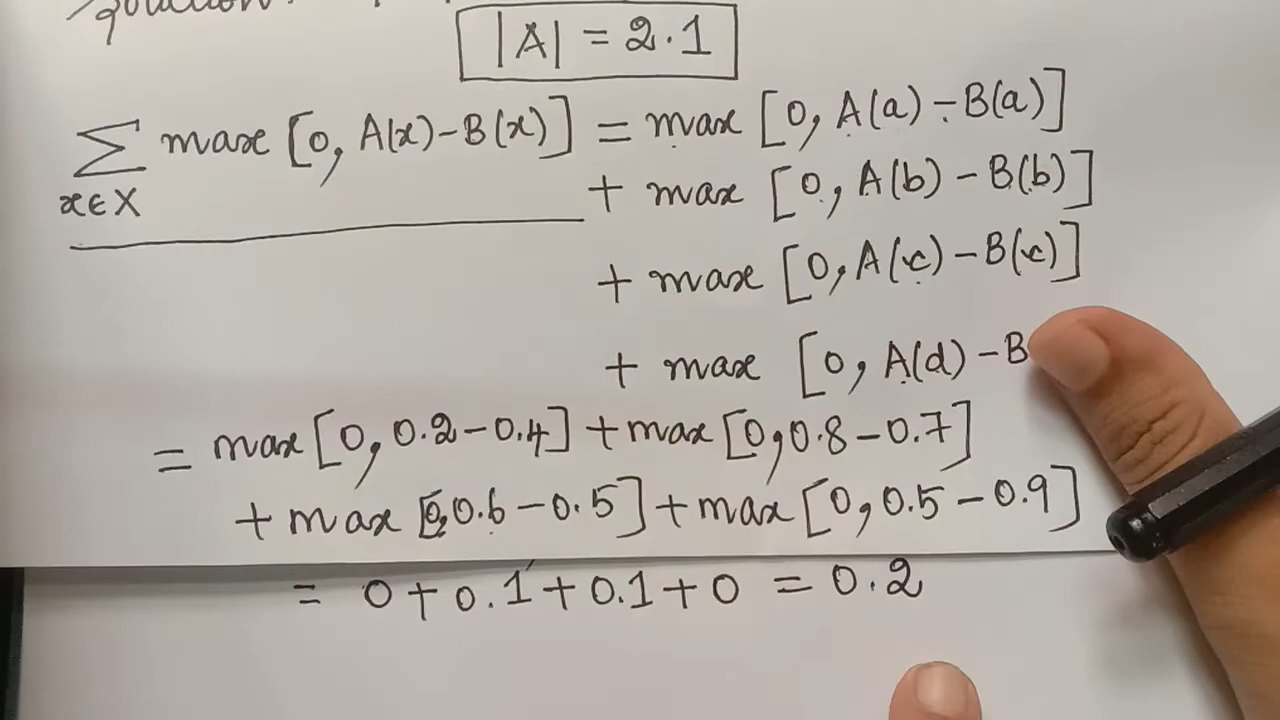 Solution:
|A| = 2.1
∑ max [0, A(x) - B(x)] = max [0, A(a) - B(a)]
x∈X
+ max [0, A(b) - B(b)]
+ max [0, A(c) - B(c)]
+ max [0, A(d) - B
= max [0, 0.2 - 0.4] + max [0, 0.8 - 0.7]
+ max [0, 0.6 - 0.5] + max [0, 0.5 - 0.9]
= 0 + 0.1 + 0.1 + 0 = 0.2